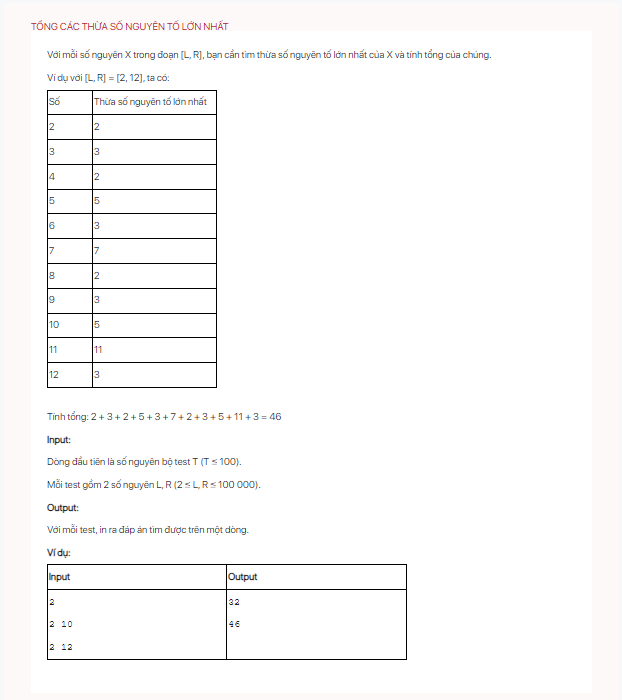 TỔNG CÁC THỪA SỐ NGUYÊN TỐ LỚN NHẤT
Với mỗi số nguyên X trong đoạn [L, R], bạn cần tìm thừa số nguyên tố lớn nhất của X và tính tổng của chúng.
Ví dụ với [L, R] = [2, 12], ta có:
Số Thừa số nguyên tố lớn nhất
2 2
3 3
4 2
5 5
6 3
7 7
8 2
9 3
10 5
11 11
12 3
Tính tổng: 2 + 3 + 2 + 5 + 3 + 7 + 2 + 3 + 5 + 11 + 3 = 46
Input:
Dòng đầu tiên là số nguyên bộ test T (T ≤ 100).
Mỗi test gồm 2 số nguyên L, R (2 ≤ L, R ≤ 100 000).
Output:
Với mỗi test, in ra đáp án tìm được trên một dòng.
Ví dụ:
Input Output
2 32
2 10 46
2 12